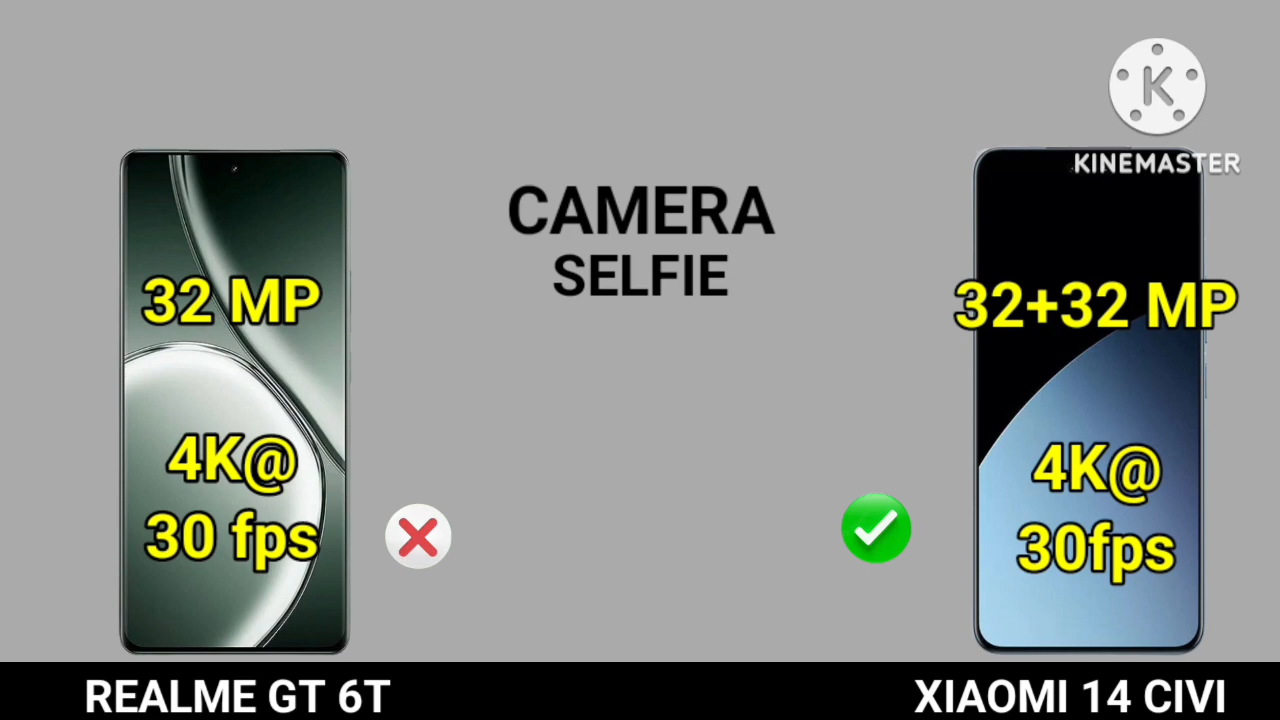 K
KINEMASTER
CAMERA
SELFIE
32 MP
4K@
30 fps
32+32 MP
4K@
30fps
REALME GT 6T
XIAOMI 14 CIVI